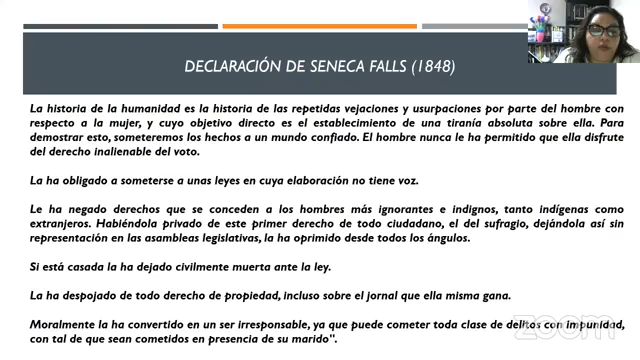 DECLARACIÓN DE SENECA FALLS (1848)
La historia de la humanidad es la historia de las repetidas vejaciones y usurpaciones por parte del hombre con
respecto a la mujer, y cuyo objetivo directo es el establecimiento de una tiranía absoluta sobre ella. Para
demostrar esto, someteremos los hechos a un mundo confiado. El hombre nunca le ha permitido que ella disfrute
del derecho inalienable del voto.
La ha obligado a someterse a unas leyes en cuya elaboración no tiene voz.
Le ha negado derechos que se conceden a los hombres más ignorantes e indignos, tanto indígenas como
extranjeros. Habiéndola privado de este primer derecho de todo ciudadano, el del sufragio, dejándola así sin
representación en las asambleas legislativas, la ha oprimido desde todos los ángulos.
Si está casada la ha dejado civilmente muerta ante la ley.
La ha despojado de todo derecho de propiedad, incluso sobre el jornal que ella misma gana.
Moralmente la ha convertido en un ser irresponsable, ya que puede cometer toda clase de delitos con impunidad,
con tal de que sean cometidos en presencia de su marido".
zoom